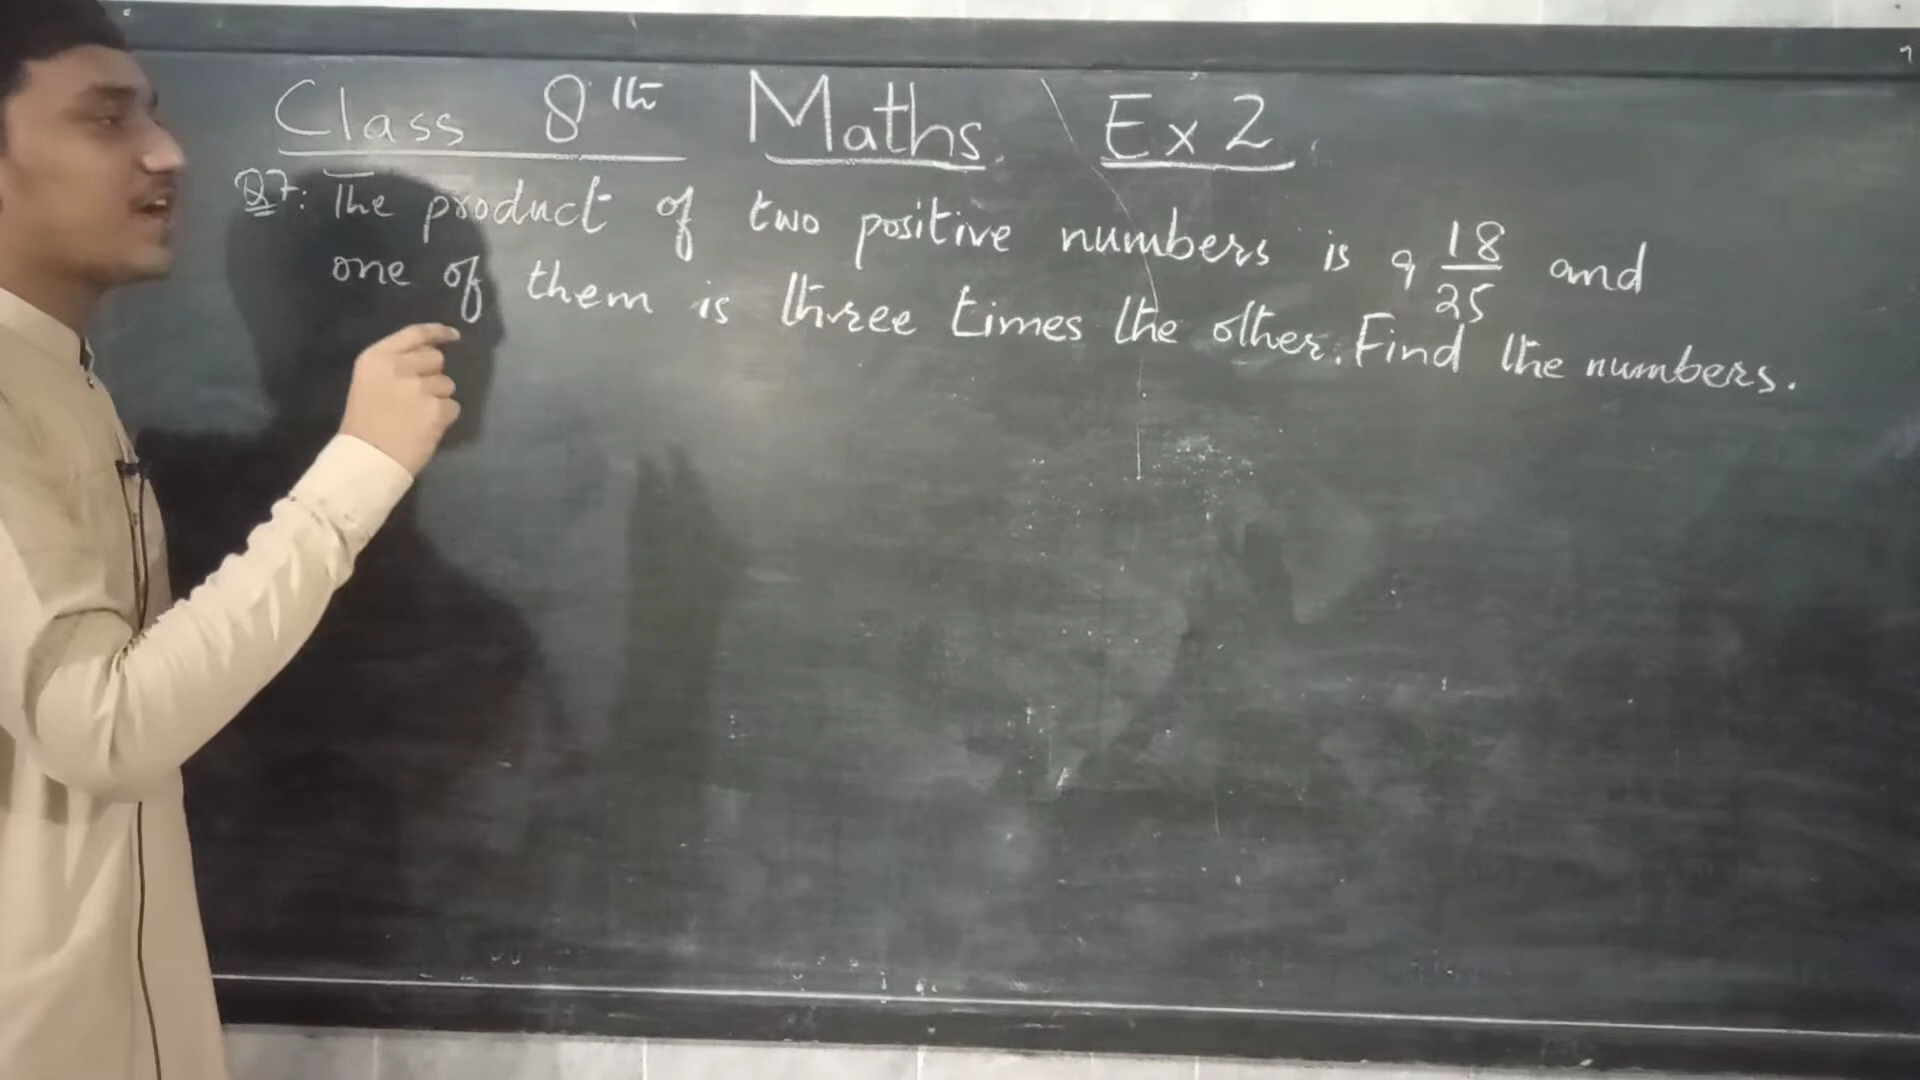 Class 8th Maths Ex 2
Q7: The product of two positive numbers is 9 18/25 and
one of them is three times the other. Find the numbers.